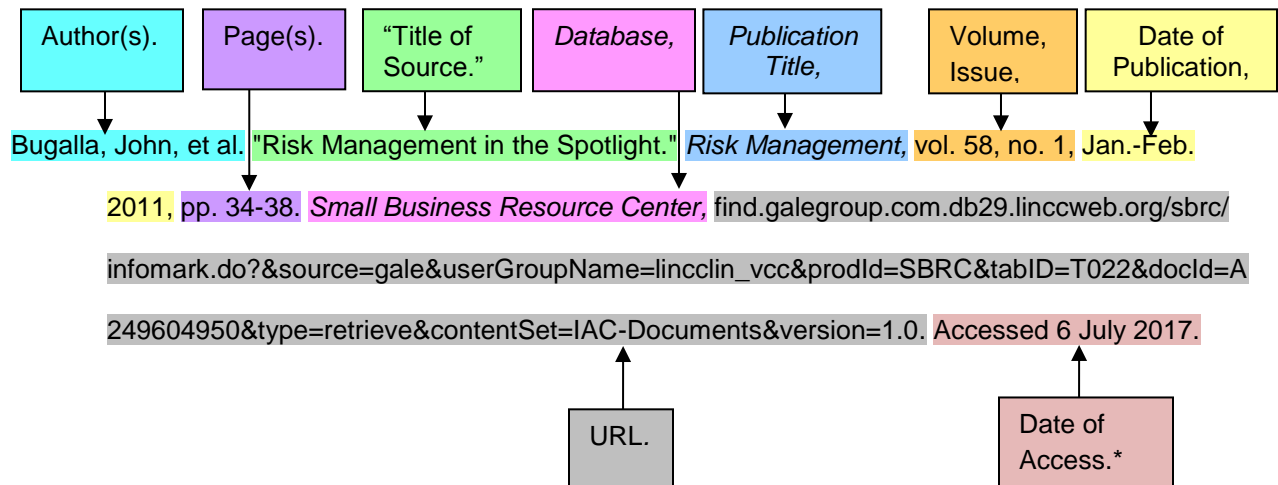 Author(s).
Page(s).
“Title of
Source.”
Database,
Publication
Title,
Volume,
Issue,
Date of
Publication,
Bugalla, John, et al. "Risk Management in the Spotlight." Risk Management, vol. 58, no. 1, Jan.-Feb.
2011, pp. 34-38. Small Business Resource Center, find.galegroup.com.db29.linccweb.org/sbrc/
infomark.do?&source=gale&userGroupName=lincclin_vcc&prodId=SBRC&tabID=T022&docId=A
249604950&type=retrieve&contentSet=IAC-Documents&version=1.0. Accessed 6 July 2017.
URL.
Date of
Access.*